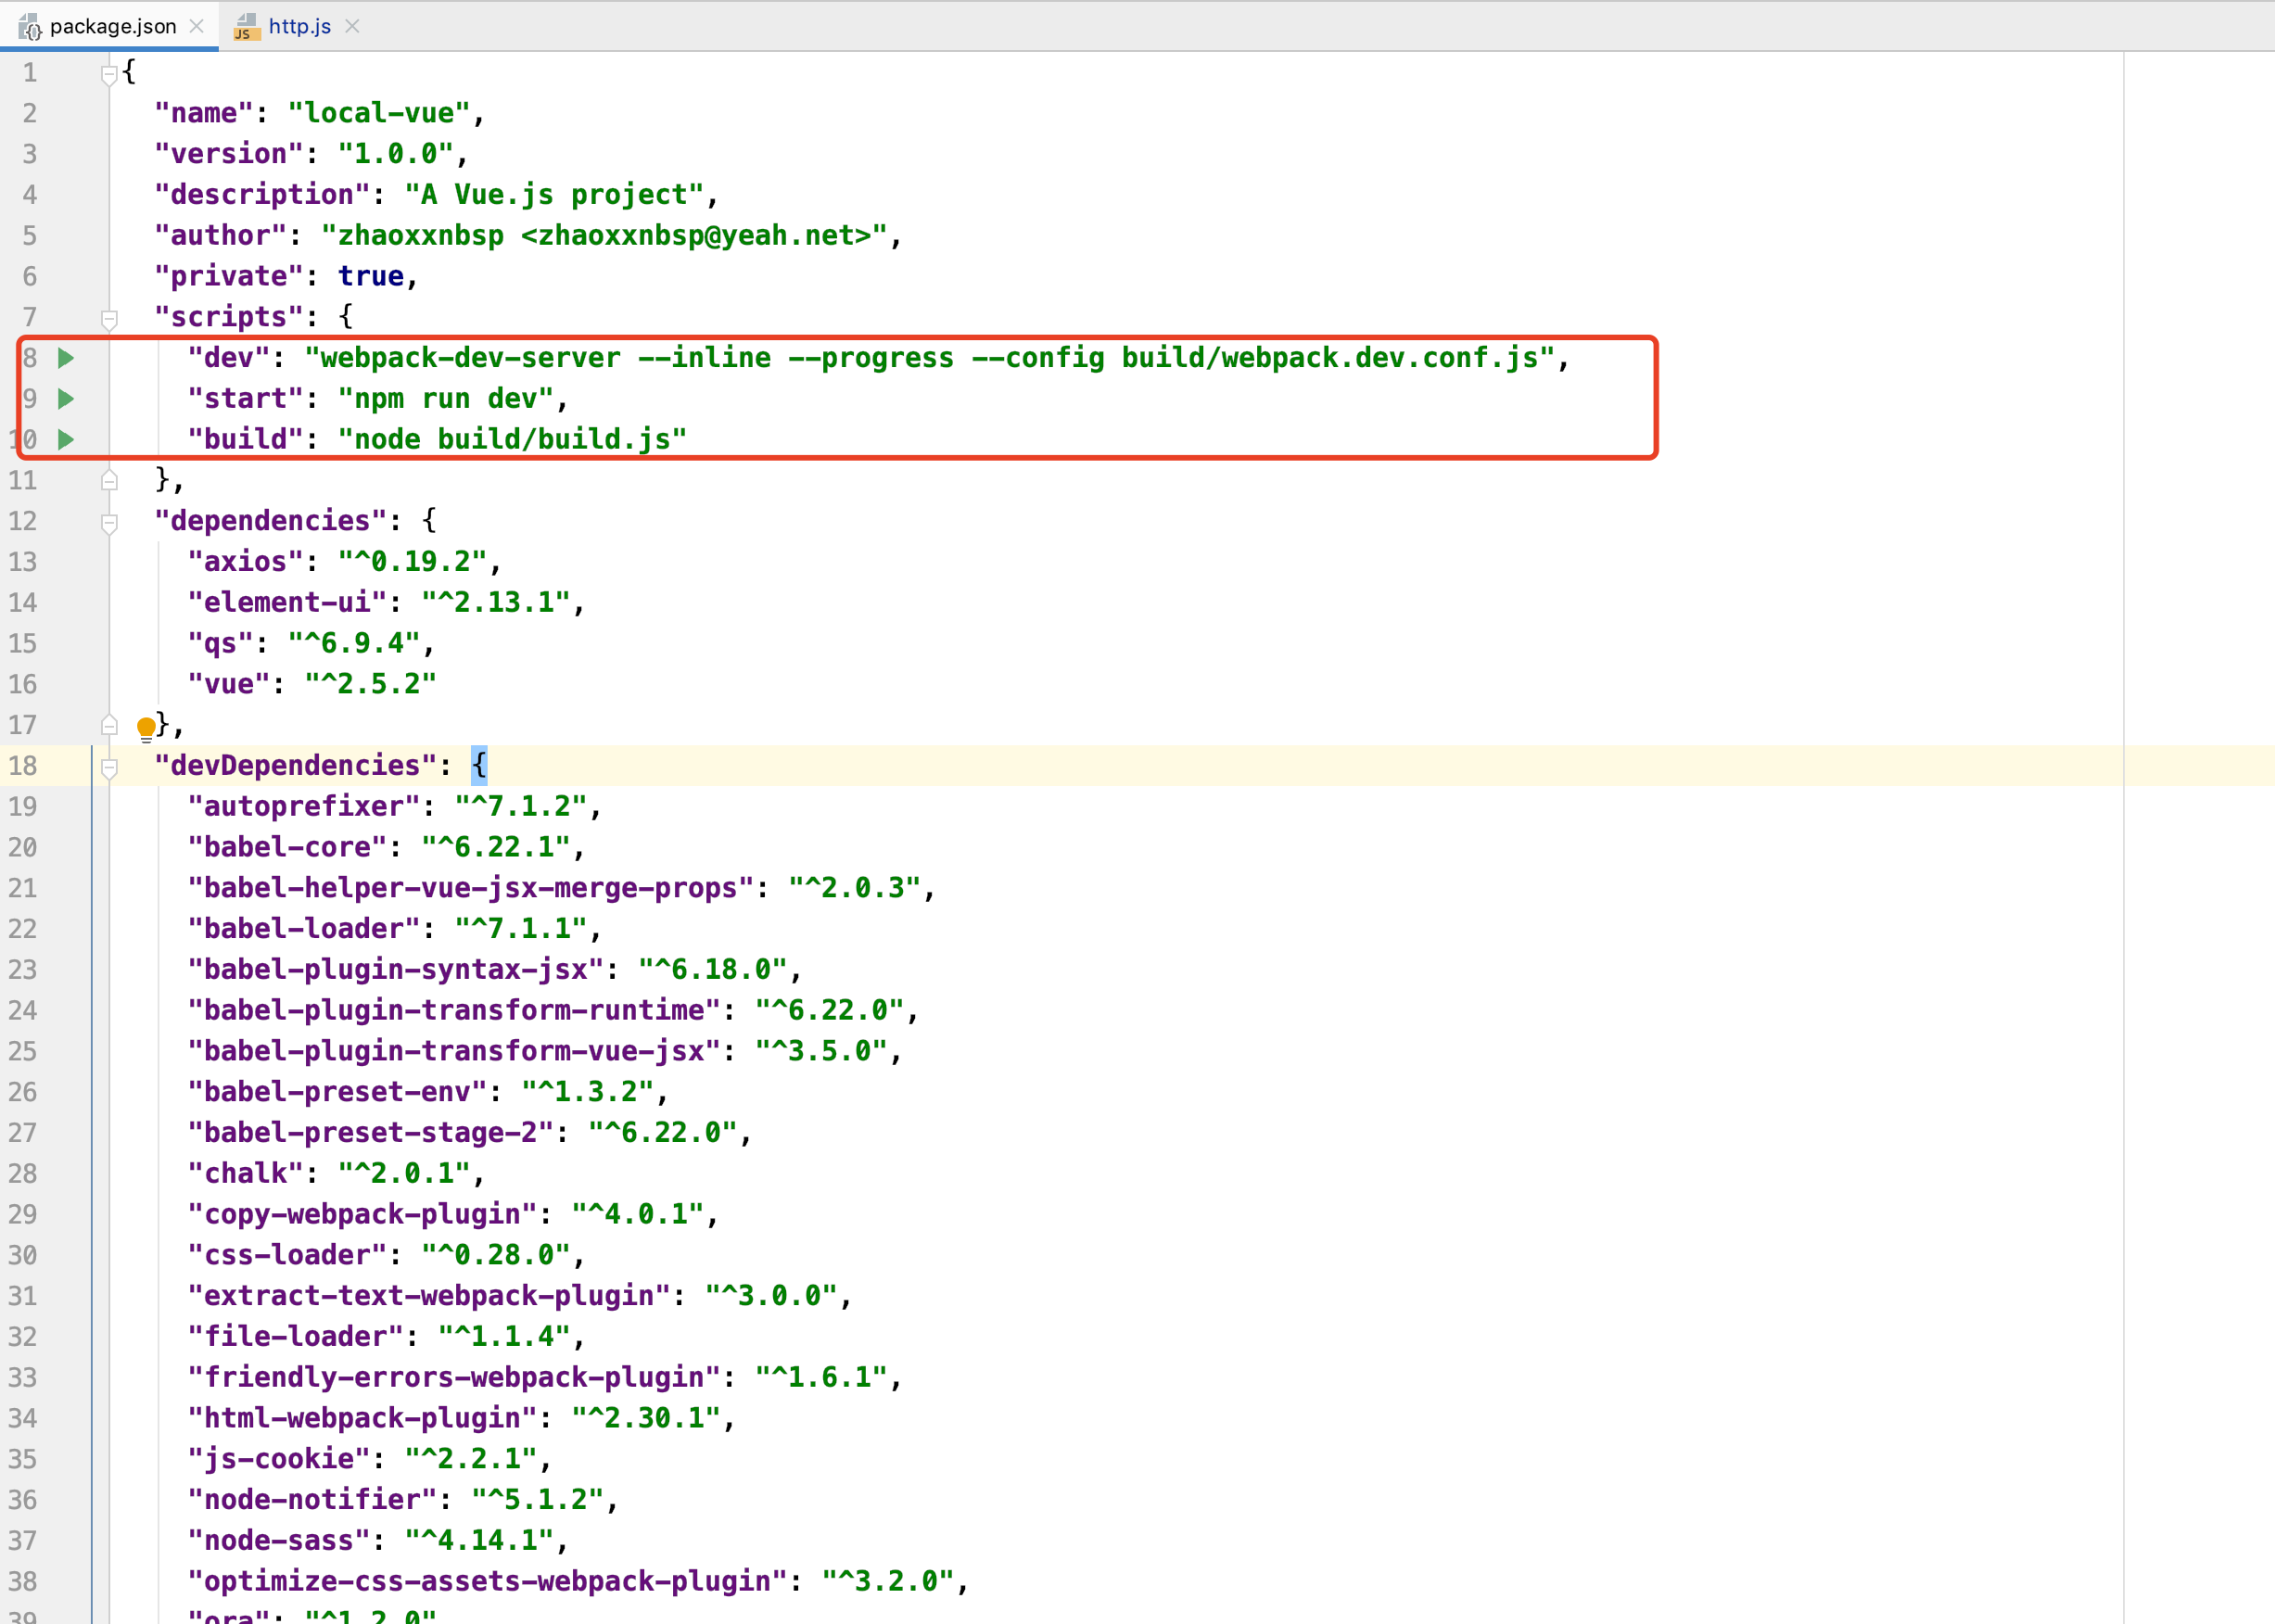 package.json
http.js
JS
1 {
2 "name": "local-vue",
3 "version": "1.0.0",
4 "description": "A Vue.js project",
5 "author": "zhaoxxnbsp <zhaoxxnbsp@yeah.net>",
6 "private": true,
7 "scripts": {
8 "dev": "webpack-dev-server --inline --progress --config build/webpack.dev.conf.js",
9 "start": "npm run dev",
10 "build": "node build/build.js"
11 },
12 "dependencies": {
13 "axios": "^0.19.2",
14 "element-ui": "^2.13.1",
15 "qs": "^6.9.4",
16 "vue": "^2.5.2"
17 },
18 "devDependencies": {
19 "autoprefixer": "^7.1.2",
20 "babel-core": "^6.22.1",
21 "babel-helper-vue-jsx-merge-props": "^2.0.3",
22 "babel-loader": "^7.1.1",
23 "babel-plugin-syntax-jsx": "^6.18.0",
24 "babel-plugin-transform-runtime": "^6.22.0",
25 "babel-plugin-transform-vue-jsx": "^3.5.0",
26 "babel-preset-env": "^1.3.2",
27 "babel-preset-stage-2": "^6.22.0",
28 "chalk": "^2.0.1",
29 "copy-webpack-plugin": "^4.0.1",
30 "css-loader": "^0.28.0",
31 "extract-text-webpack-plugin": "^3.0.0",
32 "file-loader": "^1.1.4",
33 "friendly-errors-webpack-plugin": "^1.6.1",
34 "html-webpack-plugin": "^2.30.1",
35 "js-cookie": "^2.2.1",
36 "node-notifier": "^5.1.2",
37 "node-sass": "^4.14.1",
38 "optimize-css-assets-webpack-plugin": "^3.2.0",
39 "ora": "^1.2.0"